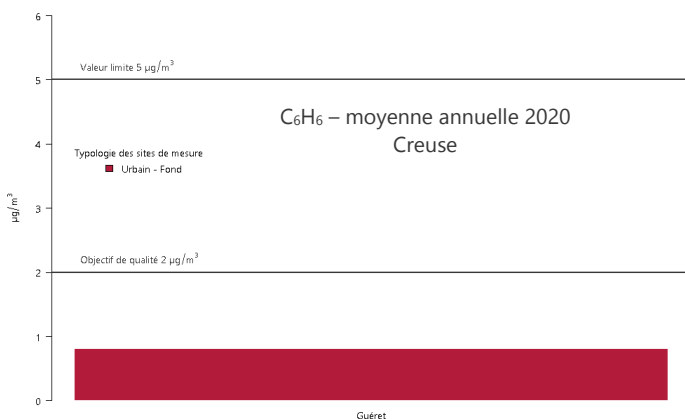 6
Valeur limite 5 µg/m³
5
C₆H₆ – moyenne annuelle 2020
Creuse
4
Typologie des sites de mesure
Urbain - Fond
µg/m³
3
Objectif de qualité 2 µg/m³
2
1
0
Guéret